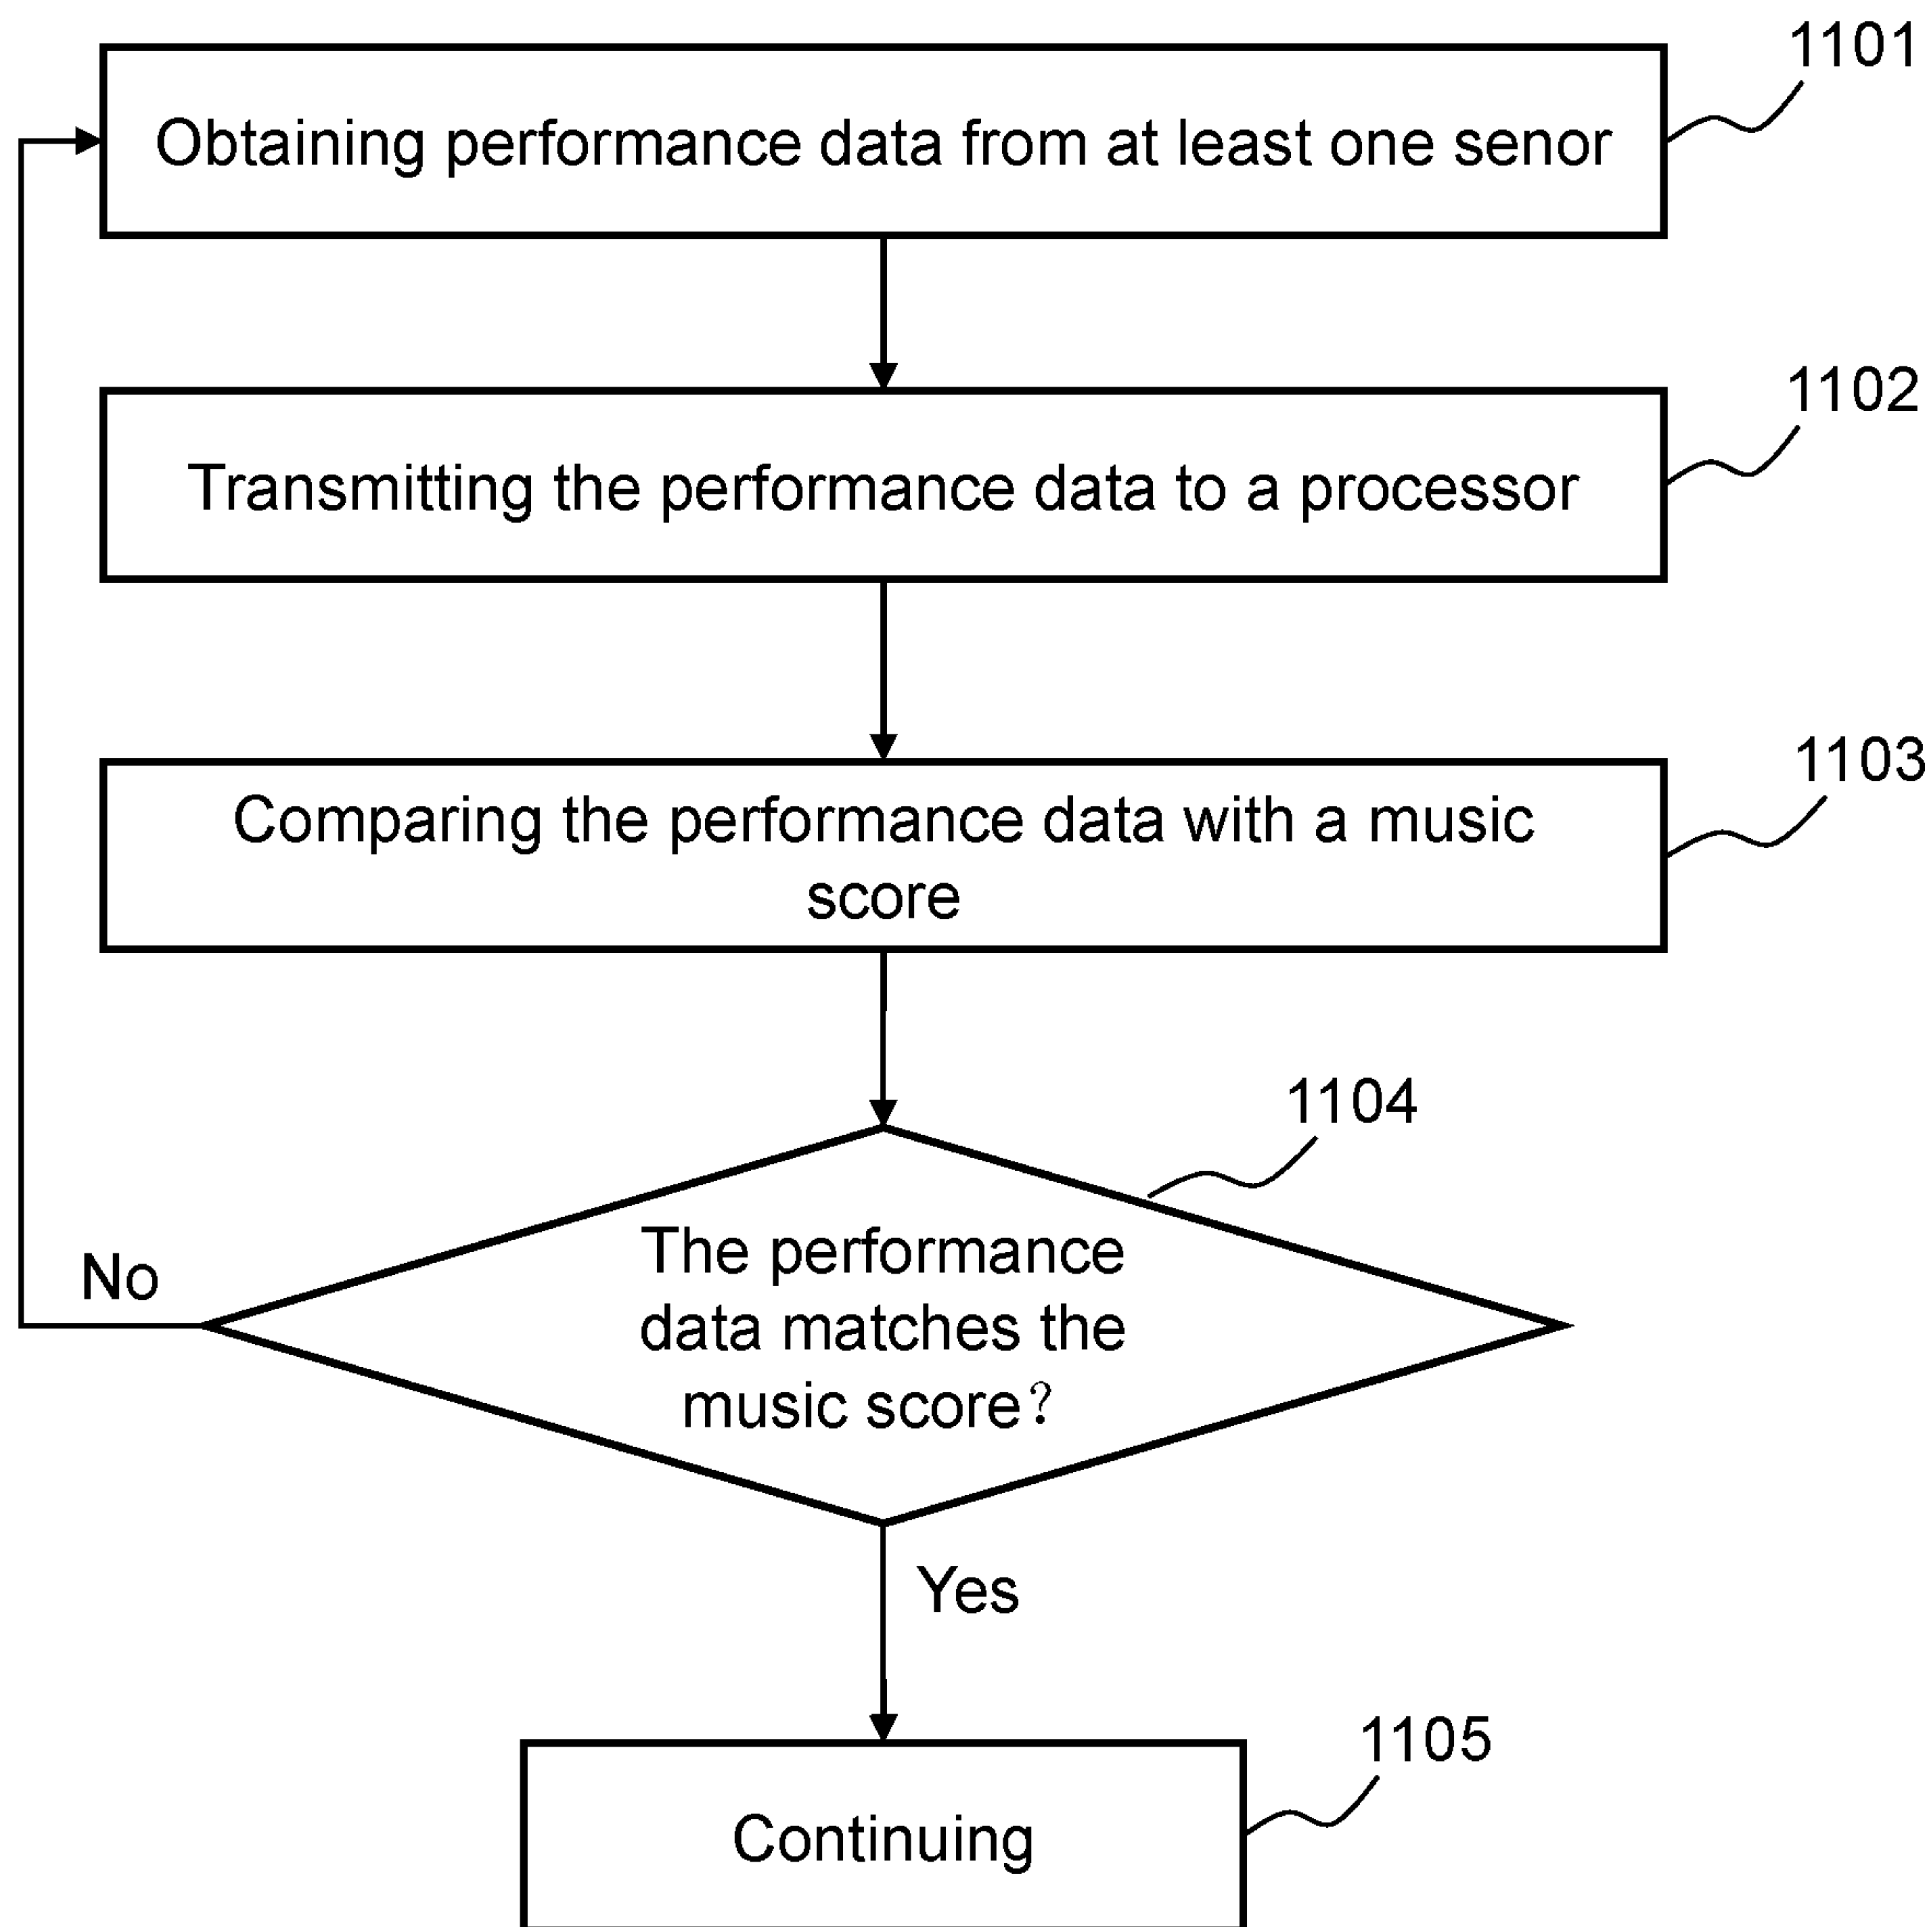 1101
Obtaining performance data from at least one senor
1102
Transmitting the performance data to a processor
1103
Comparing the performance data with a music
score
1104
The performance
data matches the
music score?
No
Yes
1105
Continuing